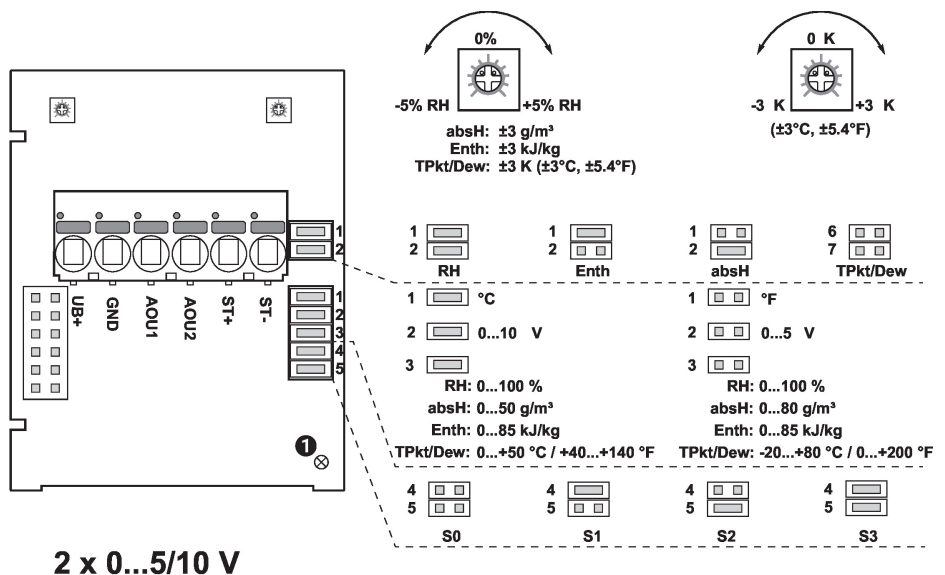 0%
-5% RH +5% RH
absH: ±3 g/m³
Enth: ±3 kJ/kg
TPkt/Dew: ±3 K (±3°C, ±5.4°F)
0 K
-3 K +3 K
(±3°C, ±5.4°F)
1
2
UB+
GND
AOU1
AOU2
ST+
ST-
1
2
3
4
5
1
1
2
RH
1
2
Enth
1
2
absH
6
7
TPkt/Dew
1 °C
2 0...10 V
3
RH: 0...100 %
absH: 0...50 g/m³
Enth: 0...85 kJ/kg
TPkt/Dew: 0...+50 °C / +40...+140 °F
1 °F
2 0...5 V
3
RH: 0...100 %
absH: 0...80 g/m³
Enth: 0...85 kJ/kg
TPkt/Dew: -20...+80 °C / 0...+200 °F
4
5
S0
4
5
S1
4
5
S2
4
5
S3
2 x 0...5/10 V